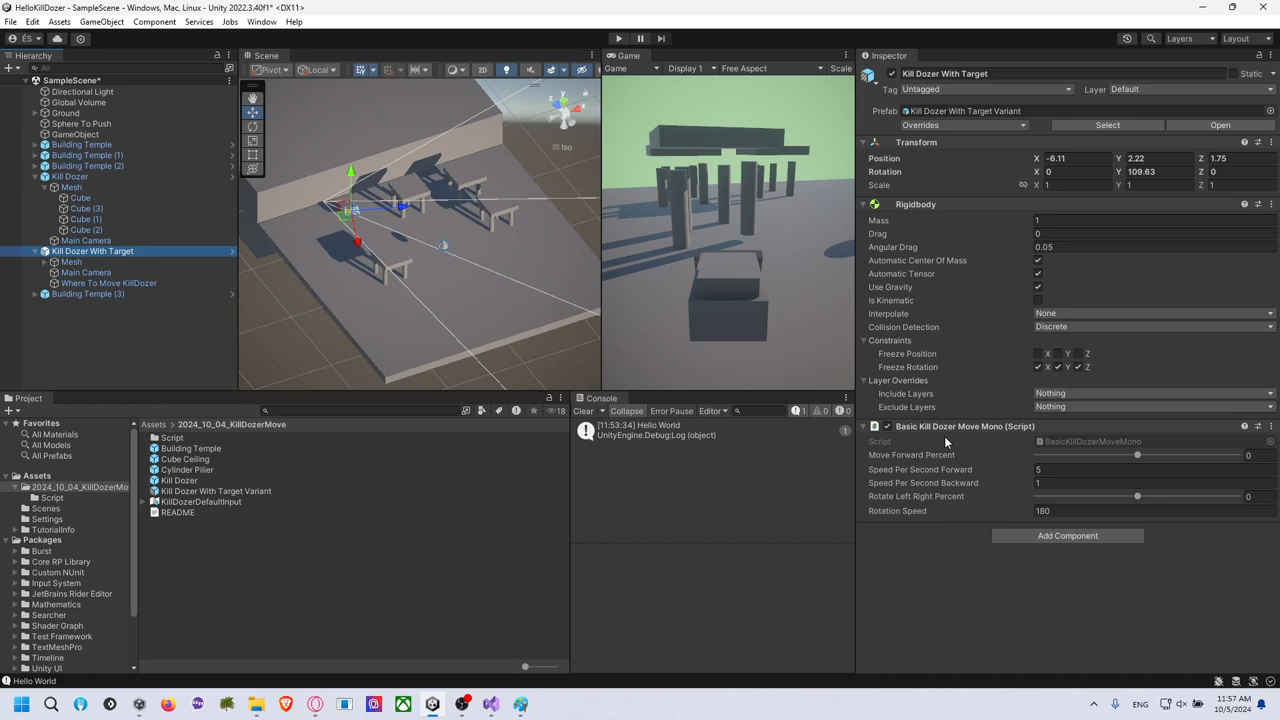 HelloKillDozer - SampleScene - Windows, Mac, Linux - Unity 2022.3.40f1* <DX11>
File Edit Assets GameObject Component Services Jobs Window Help
ÉS
Layers Layout
Hierarchy
All
SampleScene*
Directional Light
Global Volume
Ground
Sphere To Push
GameObject
Building Temple
Building Temple (1)
Building Temple (2)
Kill Dozer
Mesh
Cube
Cube (3)
Cube (1)
Cube (2)
Main Camera
Kill Dozer With Target
Mesh
Main Camera
Where To Move KillDozer
Building Temple (3)
Scene
Pivot Local 2D
y
x
z
Iso
Game
Game Display 1 Free Aspect Scale
Inspector
Kill Dozer With Target Static
Tag Untagged Layer Default
Prefab Kill Dozer With Target Variant
Overrides Select Open
Transform
Position X -6.11 Y 2.22 Z 1.75
Rotation X 0 Y 109.63 Z 0
Scale X 1 Y 1 Z 1
Rigidbody
Mass 1
Drag 0
Angular Drag 0.05
Automatic Center Of Mass
Automatic Tensor
Use Gravity
Is Kinematic
Interpolate None
Collision Detection Discrete
Constraints
Freeze Position X Y Z
Freeze Rotation X Y Z
Layer Overrides
Include Layers Nothing
Exclude Layers Nothing
Basic Kill Dozer Move Mono (Script)
Script BasicKillDozerMoveMono
Move Forward Percent 0
Speed Per Second Forward 5
Speed Per Second Backward 1
Rotate Left Right Percent 0
Rotation Speed 180
Add Component
Project
18
Favorites
All Materials
All Models
All Prefabs
Assets
2024_10_04_KillDozerMo
Script
Scenes
Settings
TutorialInfo
Packages
Burst
Core RP Library
Custom NUnit
Input System
JetBrains Rider Editor
Mathematics
Searcher
Shader Graph
Test Framework
TextMeshPro
Timeline
Unity UI
Assets > 2024_10_04_KillDozerMove
Script
Building Temple
Cube Ceiling
Cylinder Pilier
Kill Dozer
Kill Dozer With Target Variant
KillDozerDefaultInput
README
Console
Clear Collapse Error Pause Editor 1 0 0
[11:53:34] Hello World
UnityEngine.Debug:Log (object)
1
Hello World
ENG
11:57 AM
10/5/2024